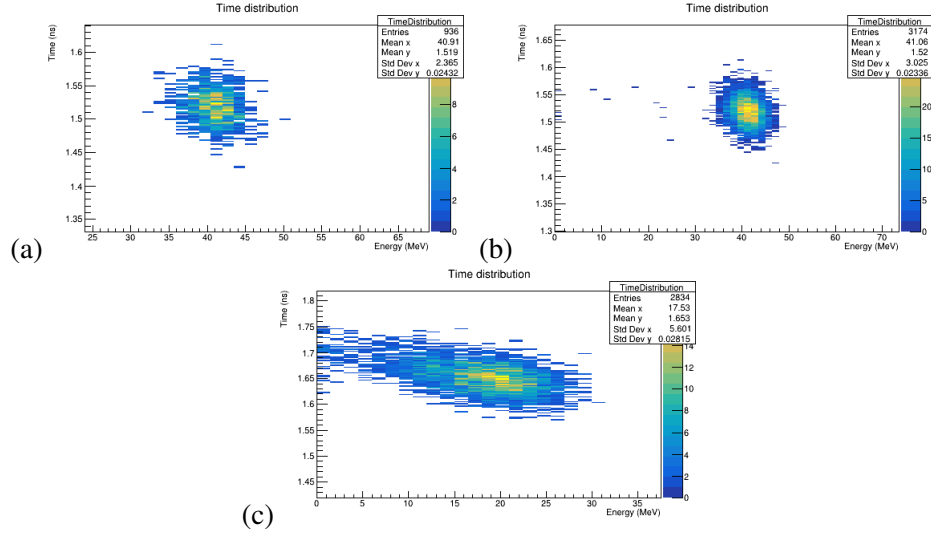 Time distribution
Time (ns)
TimeDistribution
Entries 936
Mean x 40.91
Mean y 1.519
Std Dev x 2.365
Std Dev y 0.02432
1.6
1.55
1.5
1.45
1.4
1.35
8
6
4
2
0
25 30 35 40 45 50 55 60 65
Energy (MeV)
(a)
Time distribution
Time (ns)
TimeDistribution
Entries 3174
Mean x 41.06
Mean y 1.52
Std Dev x 3.025
Std Dev y 0.02336
1.65
1.6
1.55
1.5
1.45
1.4
1.35
1.3
20
15
10
5
0
0 10 20 30 40 50 60 70
Energy (MeV)
(b)
Time distribution
Time (ns)
TimeDistribution
Entries 2834
Mean x 17.53
Mean y 1.653
Std Dev x 5.601
Std Dev y 0.02815
1.8
1.75
1.7
1.65
1.6
1.55
1.5
1.45
14
12
10
8
6
4
2
0
0 5 10 15 20 25 30 35
Energy (MeV)
(c)